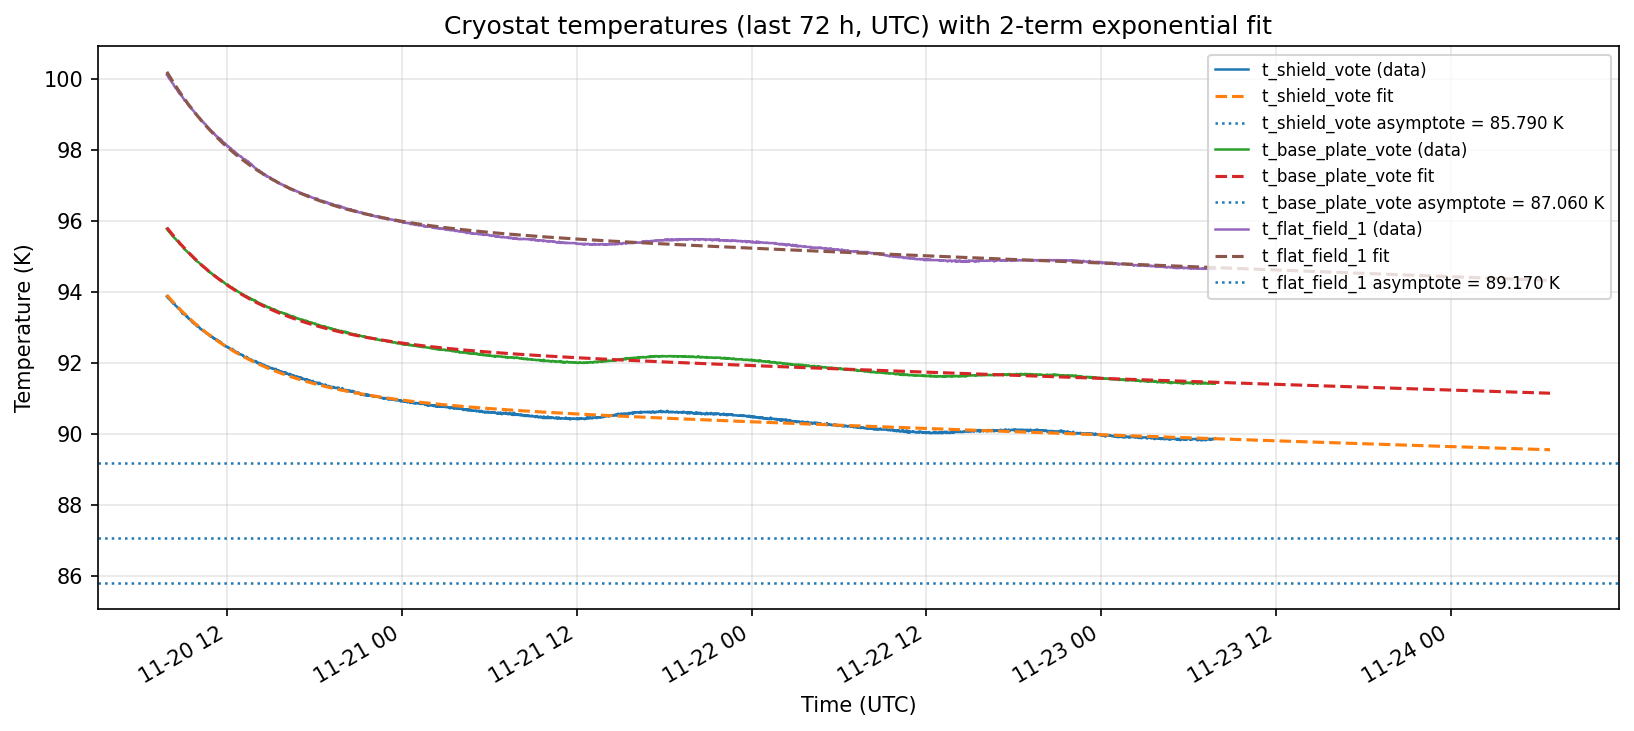 Cryostat temperatures (last 72 h, UTC) with 2-term exponential fit
t_shield_vote (data)
t_shield_vote fit
t_shield_vote asymptote = 85.790 K
t_base_plate_vote (data)
t_base_plate_vote fit
t_base_plate_vote asymptote = 87.060 K
t_flat_field_1 (data)
t_flat_field_1 fit
t_flat_field_1 asymptote = 89.170 K
Temperature (K)
100
98
96
94
92
90
88
86
11-20 12
11-21 00
11-21 12
11-22 00
11-22 12
11-23 00
11-23 12
11-24 00
Time (UTC)